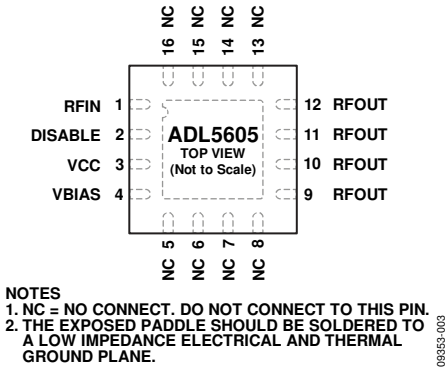 16 NC
15 NC
14 NC
13 NC
RFIN 1
DISABLE 2
VCC 3
VBIAS 4
ADL5605
TOP VIEW
(Not to Scale)
12 RFOUT
11 RFOUT
10 RFOUT
9 RFOUT
NC 5
NC 6
NC 7
NC 8
NOTES
1. NC = NO CONNECT. DO NOT CONNECT TO THIS PIN.
2. THE EXPOSED PADDLE SHOULD BE SOLDERED TO
A LOW IMPEDANCE ELECTRICAL AND THERMAL
GROUND PLANE.
09353-003